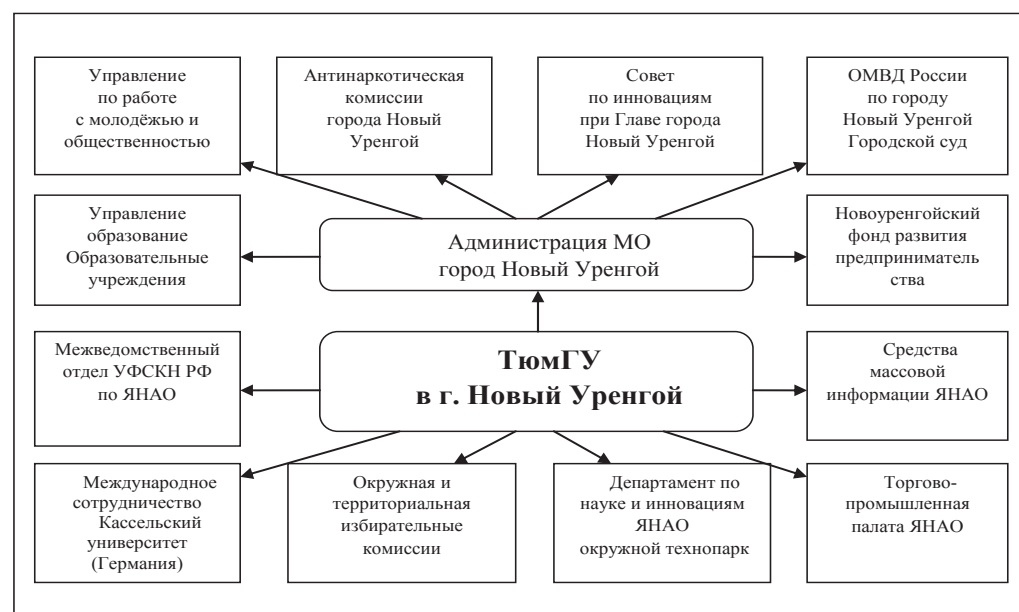 Управление
по работе
с молодёжью и
общественностью
Антинаркотическая
комиссии
города Новый
Уренгой
Совет
по инновациям
при Главе города
Новый Уренгой
ОМВД России
по городу
Новый Уренгой
Городской суд
Управление
образование
Образовательные
учреждения
Администрация МО
город Новый Уренгой
Новоуренгойский
фонд развития
предприниматель
ства
Межведомственный
отдел УФСКН РФ
по ЯНАО
ТюмГУ
в г. Новый Уренгой
Средства
массовой
информации ЯНАО
Международное
сотрудничество
Кассельский
университет
(Германия)
Окружная и
территориальная
избирательные
комиссии
Департамент по
науке и инновациям
ЯНАО
окружной технопарк
Торгово-
промышленная
палата ЯНАО